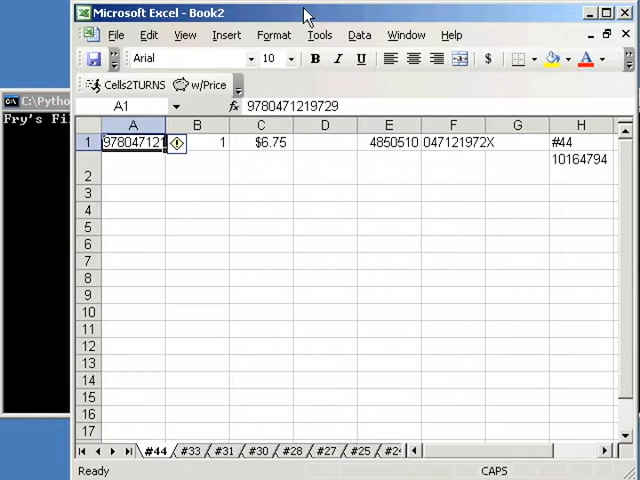 Microsoft Excel - Book2
File Edit View Insert Format Tools Data Window Help
Arial 10 B I U $ A
Cells2TURNS w/Price
A1 fx 9780471219729
C:\Pytho
Fry's Fi
A B C D E F G H
1 978047121 1 $6.75 4850510 047121972X #44
2 10164794
3
4
5
6
7
8
9
10
11
12
13
14
15
16
17
#44 #33 #31 #30 #28 #27 #25
Ready CAPS